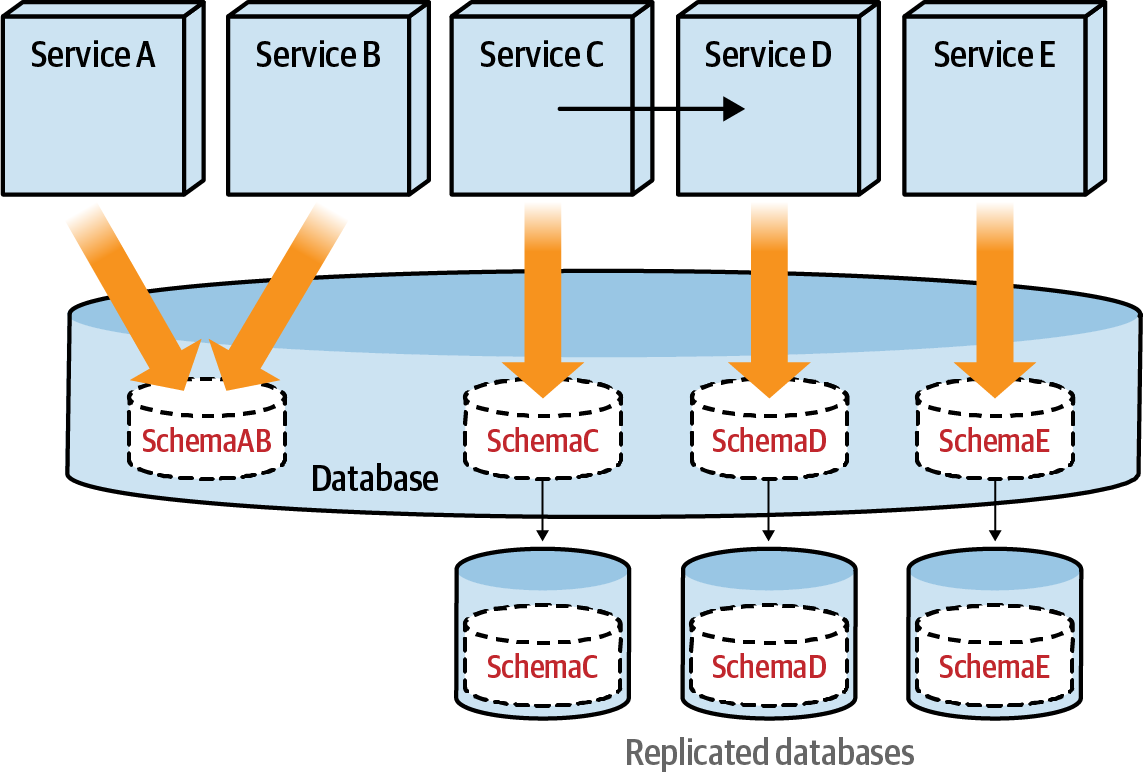 Service A
Service B
Service C
Service D
Service E
SchemaAB
SchemaC
SchemaD
SchemaE
Database
SchemaC
SchemaD
SchemaE
Replicated databases